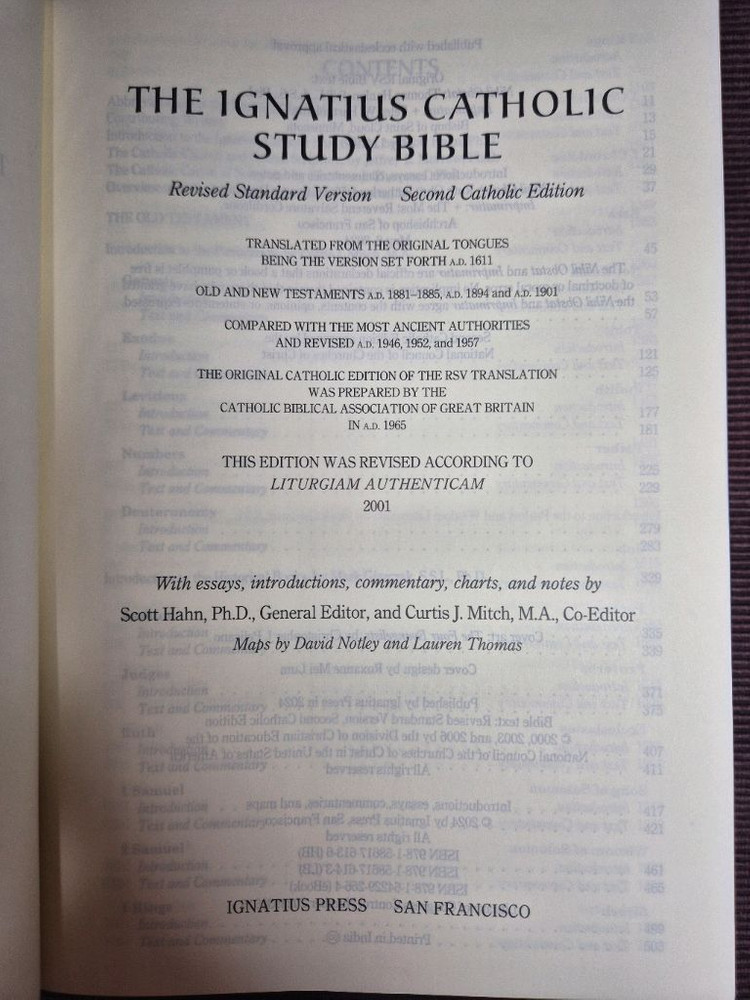 THE IGNATIUS CATHOLIC
STUDY BIBLE
Revised Standard Version Second Catholic Edition
TRANSLATED FROM THE ORIGINAL TONGUES
BEING THE VERSION SET FORTH A.D. 1611
OLD AND NEW TESTAMENTS A.D. 1881–1885, A.D. 1894 and A.D. 1901
COMPARED WITH THE MOST ANCIENT AUTHORITIES
AND REVISED A.D. 1946, 1952, and 1957
THE ORIGINAL CATHOLIC EDITION OF THE RSV TRANSLATION
WAS PREPARED BY THE
CATHOLIC BIBLICAL ASSOCIATION OF GREAT BRITAIN
IN A.D. 1965
THIS EDITION WAS REVISED ACCORDING TO
LITURGIAM AUTHENTICAM
2001
With essays, introductions, commentary, charts, and notes by
Scott Hahn, Ph.D., General Editor, and Curtis J. Mitch, M.A., Co-Editor
Maps by David Notley and Lauren Thomas
IGNATIUS PRESS SAN FRANCISCO